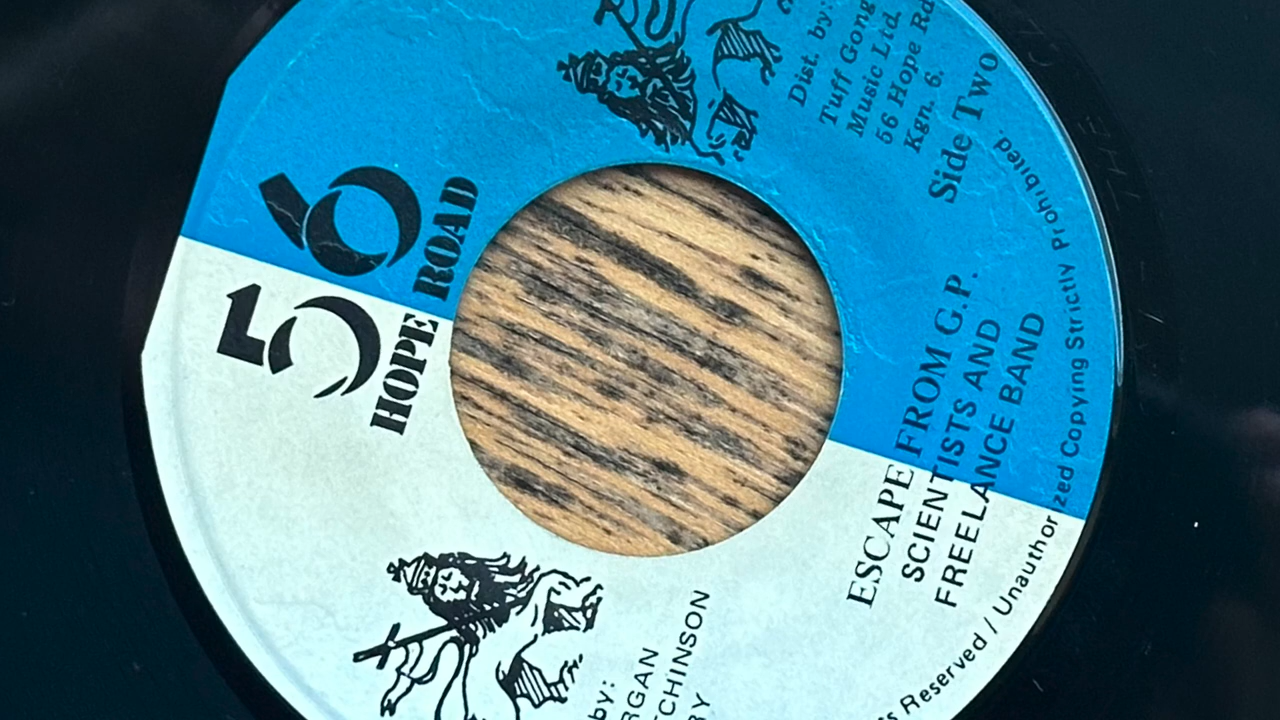 56
HOPE ROAD
by:
RGAN
TCHINSON
RY
Dist. by:
Tuff Gong
Music Ltd.
56 Hope Rd
Kgn. 6.
Side Two
ESCAPE FROM G.P.
SCIENTISTS AND
FREELANCE BAND
s Reserved / Unauthorized Copying Strictly Prohibited.